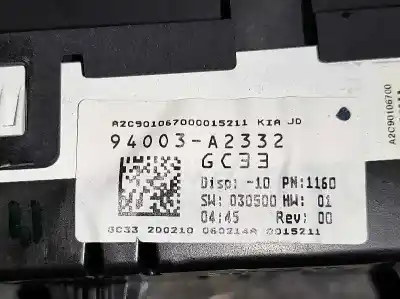 A2C901067000015211 KIA JD
94003-A2332
GC33
Disp: -10 PN:1160
SW: 030500 HW: 01
04:45 Rev: 00
GC33 200210 060214A 0015211
A2C90106700